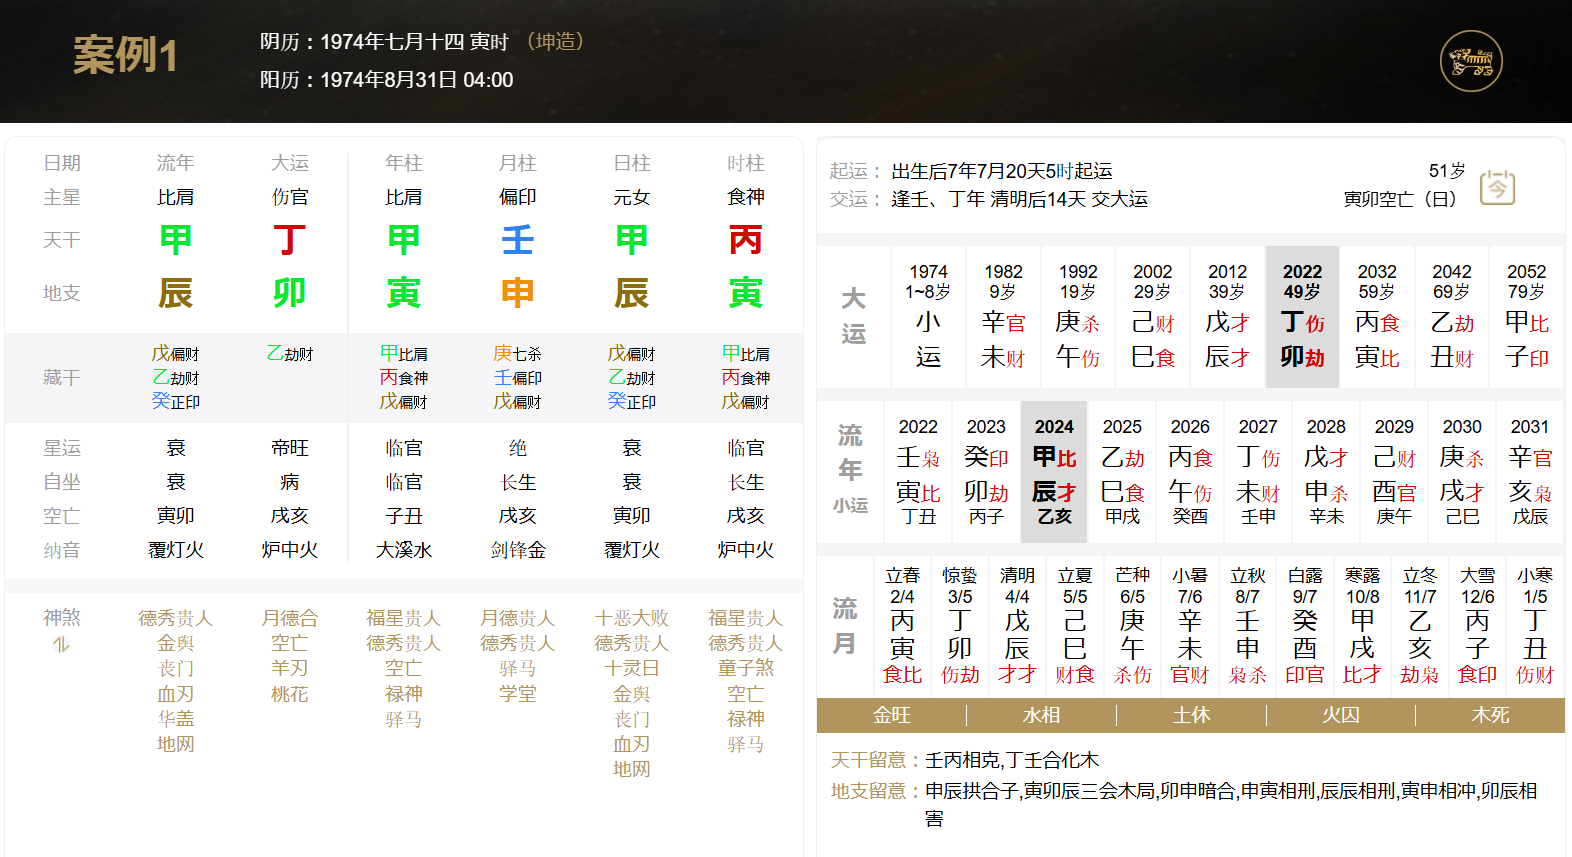 案例1
阴历：1974年七月十四 寅时 （坤造）
阳历：1974年8月31日 04:00
日期 流年 大运 年柱 月柱 日柱 时柱
主星 比肩 伤官 比肩 偏印 元女 食神
天干 甲 丁 甲 壬 甲 丙
地支 辰 卯 寅 申 辰 寅
藏干
戊偏财 乙劫财 甲比肩 庚七杀 戊偏财 甲比肩
乙劫财 丙食神 壬偏印 乙劫财 丙食神
癸正印 戊偏财 戊偏财 癸正印 戊偏财
星运 衰 帝旺 临官 绝 衰 临官
自坐 衰 病 临官 长生 衰 长生
空亡 寅卯 戌亥 子丑 戌亥 寅卯 戌亥
纳音 覆灯火 炉中火 大溪水 剑锋金 覆灯火 炉中火
神煞 德秀贵人 月德合 福星贵人 月德贵人 十恶大败 福星贵人
金舆 空亡 德秀贵人 德秀贵人 德秀贵人 德秀贵人
丧门 羊刃 空亡 驿马 十灵日 童子煞
血刃 桃花 禄神 学堂 金舆 空亡
华盖 驿马 丧门 禄神
地网 血刃 驿马
地网
起运： 出生后7年7月20天5时起运 51岁
交运： 逢壬、丁年 清明后14天 交大运 寅卯空亡（日）
今
大运
1974 1982 1992 2002 2012 2022 2032 2042 2052
1~8岁 9岁 19岁 29岁 39岁 49岁 59岁 69岁 79岁
小 辛官 庚杀 己财 戊才 丁伤 丙食 乙劫 甲比
运 未财 午伤 巳食 辰才 卯劫 寅比 丑财 子印
流年
小运
2022 2023 2024 2025 2026 2027 2028 2029 2030 2031
壬枭 癸印 甲比 乙劫 丙食 丁伤 戊才 己财 庚杀 辛官
寅比 卯劫 辰才 巳食 午伤 未财 申杀 酉官 戌才 亥枭
丁丑 丙子 乙亥 甲戌 癸酉 壬申 辛未 庚午 己巳 戊辰
流月
立春 惊蛰 清明 立夏 芒种 小暑 立秋 白露 寒露 立冬 大雪 小寒
2/4 3/5 4/4 5/5 6/5 7/6 8/7 9/7 10/8 11/7 12/6 1/5
丙 丁 戊 己 庚 辛 壬 癸 甲 乙 丙 丁
寅 卯 辰 巳 午 未 申 酉 戌 亥 子 丑
食比 伤劫 才才 财食 杀伤 官财 枭杀 印官 比才 劫枭 食印 伤财
金旺 水相 土休 火囚 木死
天干留意：壬丙相克,丁壬合化木
地支留意：申辰拱合子,寅卯辰三会木局,卯申暗合,申寅相刑,辰辰相刑,寅申相冲,卯辰相
害